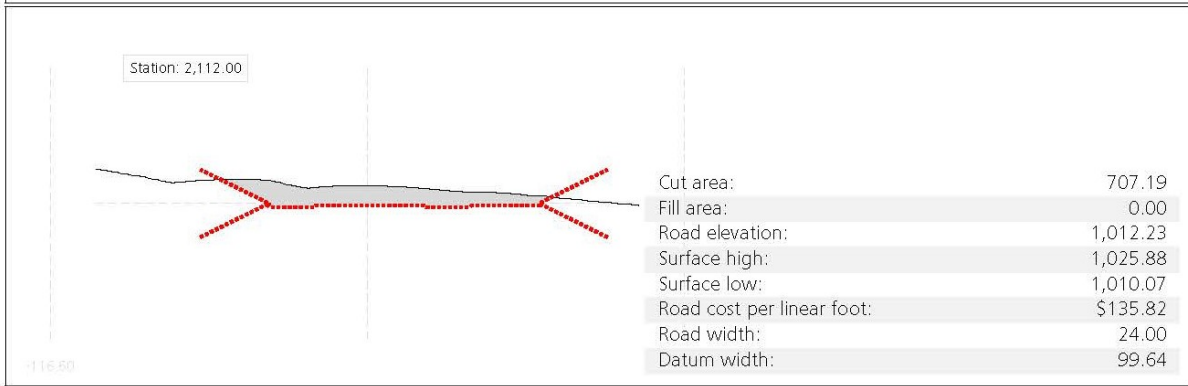 Station: 2,112.00
Cut area: 707.19
Fill area: 0.00
Road elevation: 1,012.23
Surface high: 1,025.88
Surface low: 1,010.07
Road cost per linear foot: $135.82
Road width: 24.00
Datum width: 99.64
-116.60